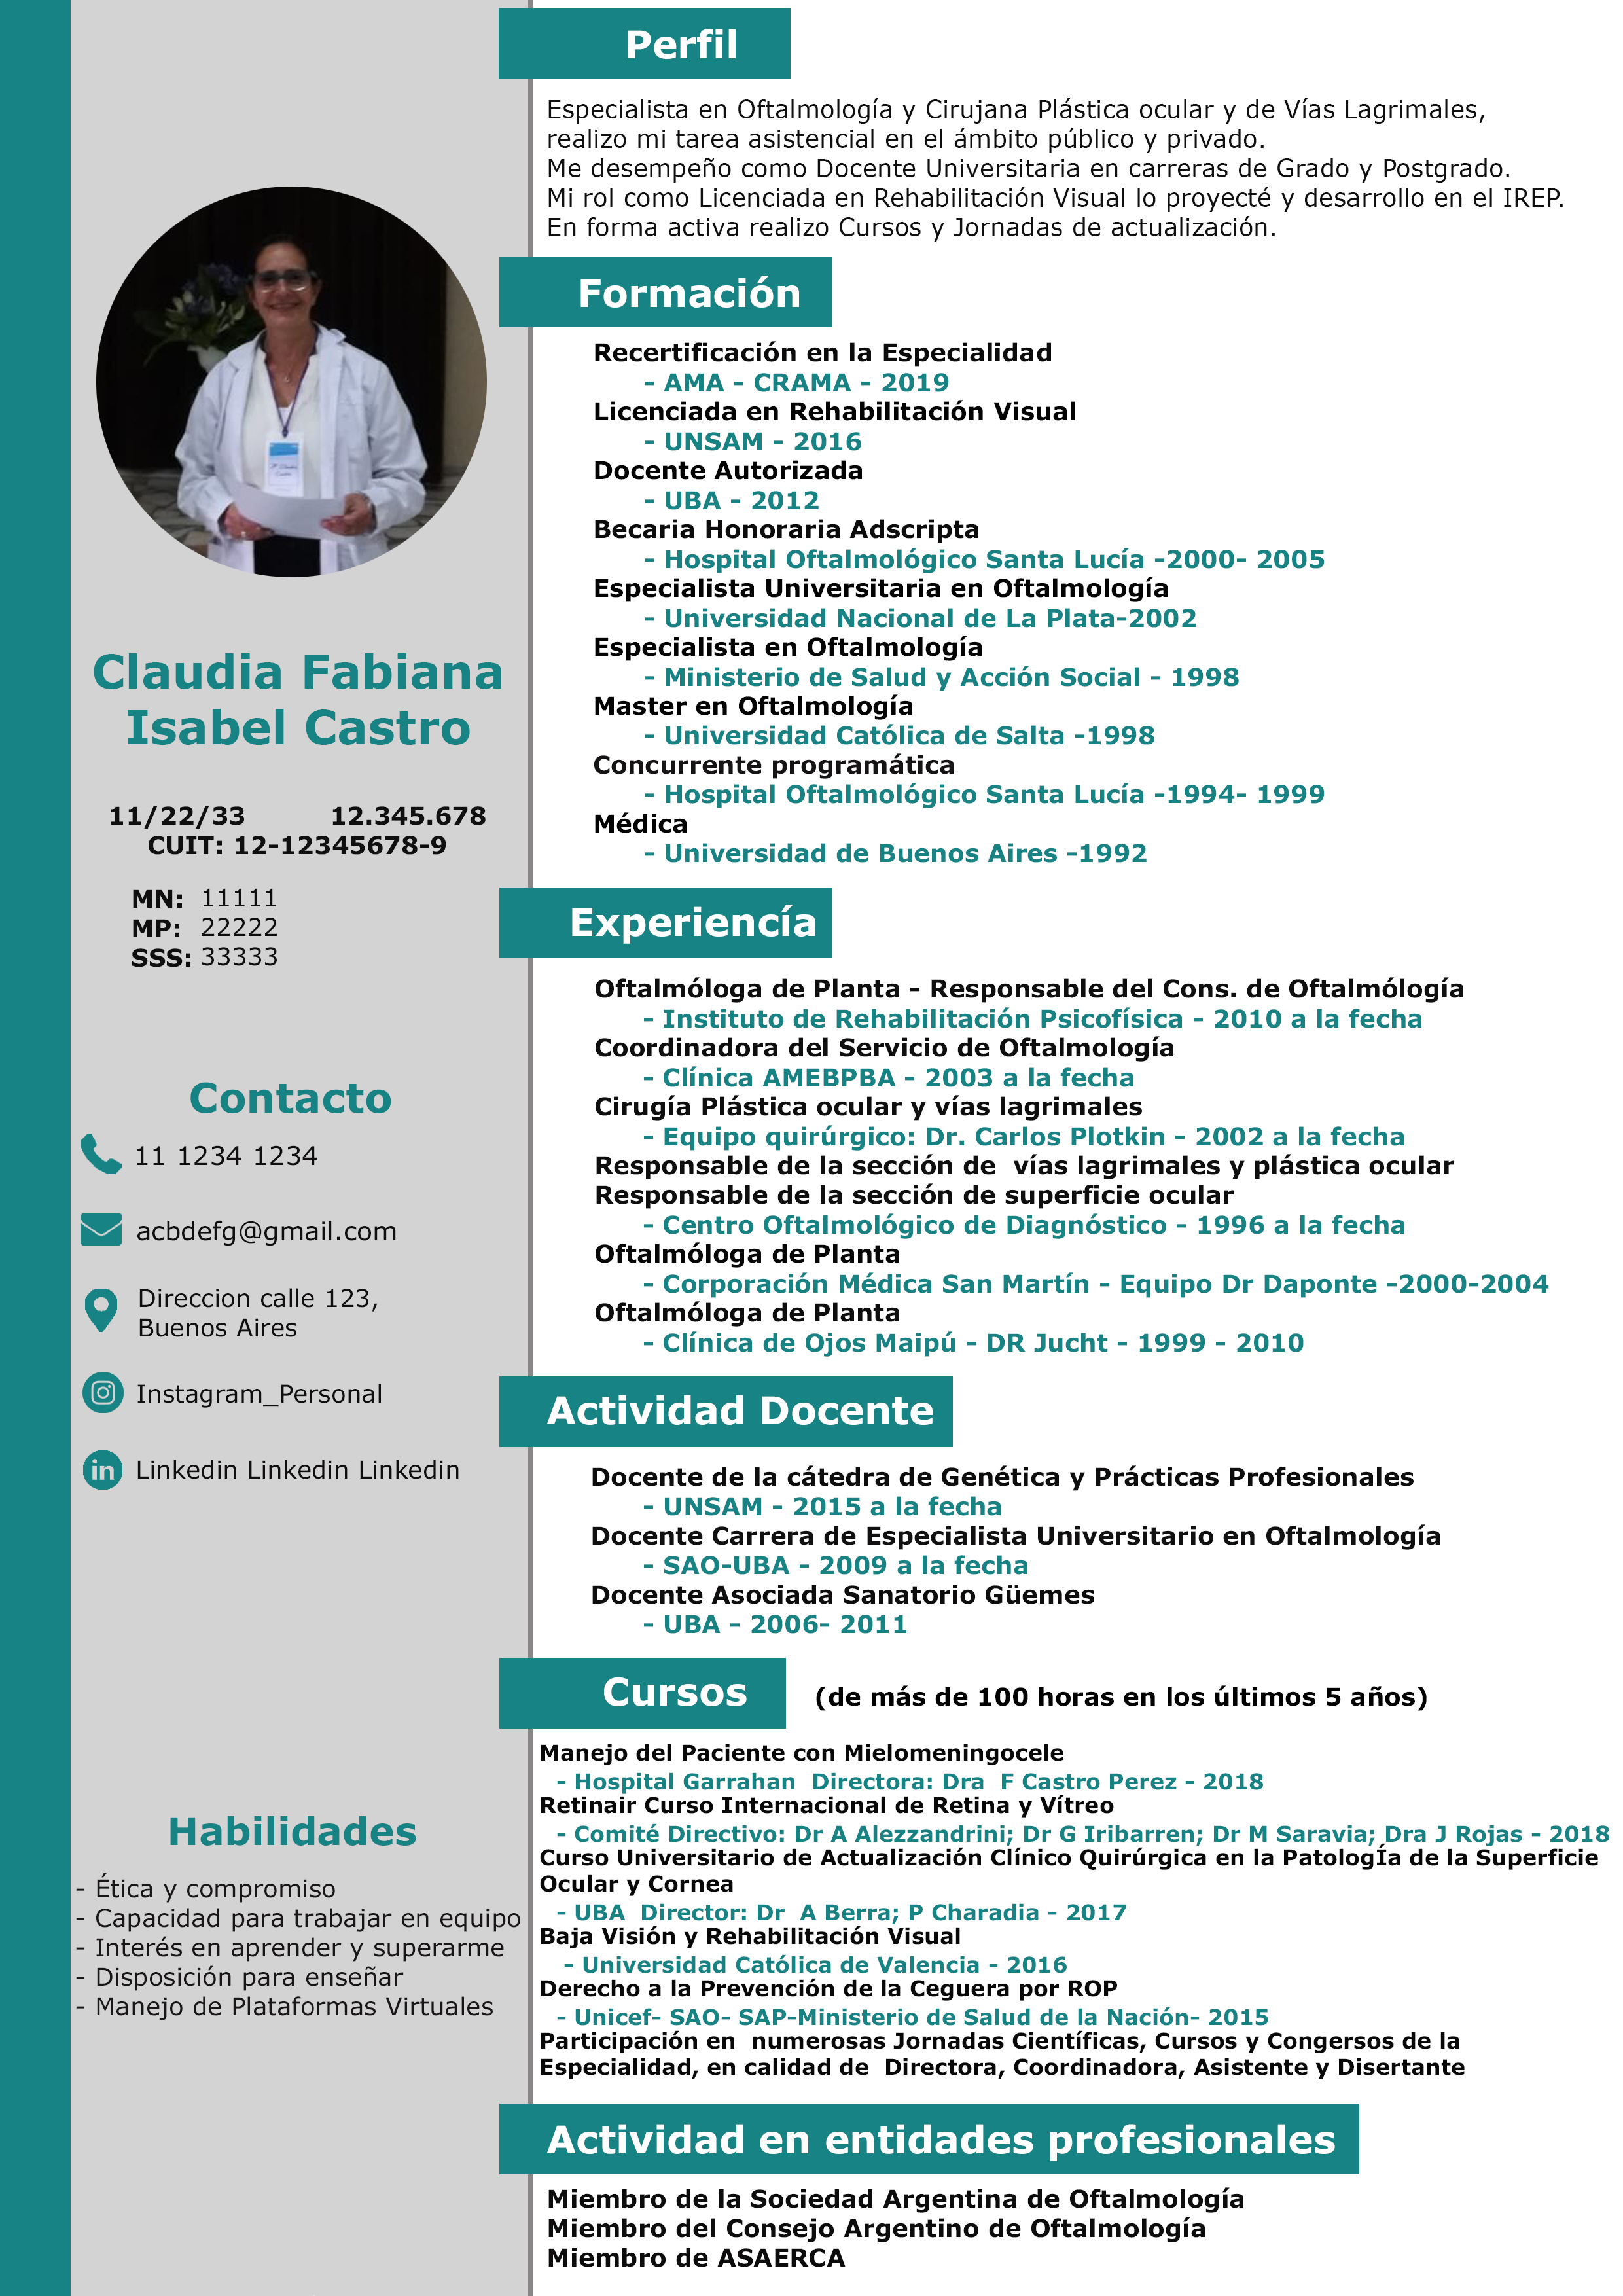 Perfil
Especialista en Oftalmología y Cirujana Plástica ocular y de Vías Lagrimales,
realizo mi tarea asistencial en el ámbito público y privado.
Me desempeño como Docente Universitaria en carreras de Grado y Postgrado.
Mi rol como Licenciada en Rehabilitación Visual lo proyecté y desarrollo en el IREP.
En forma activa realizo Cursos y Jornadas de actualización.
Formación
Recertificación en la Especialidad
- AMA - CRAMA - 2019
Licenciada en Rehabilitación Visual
- UNSAM - 2016
Docente Autorizada
- UBA - 2012
Becaria Honoraria Adscripta
- Hospital Oftalmológico Santa Lucía -2000- 2005
Especialista Universitaria en Oftalmología
- Universidad Nacional de La Plata-2002
Especialista en Oftalmología
- Ministerio de Salud y Acción Social - 1998
Master en Oftalmología
- Universidad Católica de Salta -1998
Concurrente programática
- Hospital Oftalmológico Santa Lucía -1994- 1999
Médica
- Universidad de Buenos Aires -1992
Experiencía
Oftalmóloga de Planta - Responsable del Cons. de Oftalmólogía
- Instituto de Rehabilitación Psicofísica - 2010 a la fecha
Coordinadora del Servicio de Oftalmología
- Clínica AMEBPBA - 2003 a la fecha
Cirugía Plástica ocular y vías lagrimales
- Equipo quirúrgico: Dr. Carlos Plotkin - 2002 a la fecha
Responsable de la sección de  vías lagrimales y plástica ocular
Responsable de la sección de superficie ocular
- Centro Oftalmológico de Diagnóstico - 1996 a la fecha
Oftalmóloga de Planta
- Corporación Médica San Martín - Equipo Dr Daponte -2000-2004
Oftalmóloga de Planta
- Clínica de Ojos Maipú - DR Jucht - 1999 - 2010
Actividad Docente
Docente de la cátedra de Genética y Prácticas Profesionales
- UNSAM - 2015 a la fecha
Docente Carrera de Especialista Universitario en Oftalmología
- SAO-UBA - 2009 a la fecha
Docente Asociada Sanatorio Güemes
- UBA - 2006- 2011
Cursos (de más de 100 horas en los últimos 5 años)
Manejo del Paciente con Mielomeningocele
- Hospital Garrahan  Directora: Dra  F Castro Perez - 2018
Retinair Curso Internacional de Retina y Vítreo
- Comité Directivo: Dr A Alezzandrini; Dr G Iribarren; Dr M Saravia; Dra J Rojas - 2018
Curso Universitario de Actualización Clínico Quirúrgica en la PatologÍa de la Superficie
Ocular y Cornea
- UBA  Director: Dr  A Berra; P Charadia - 2017
Baja Visión y Rehabilitación Visual
- Universidad Católica de Valencia - 2016
Derecho a la Prevención de la Ceguera por ROP
- Unicef- SAO- SAP-Ministerio de Salud de la Nación- 2015
Participación en  numerosas Jornadas Científicas, Cursos y Congersos de la
Especialidad, en calidad de  Directora, Coordinadora, Asistente y Disertante
Actividad en entidades profesionales
Miembro de la Sociedad Argentina de Oftalmología
Miembro del Consejo Argentino de Oftalmología
Miembro de ASAERCA
Claudia Fabiana
Isabel Castro
11/22/33 12.345.678
CUIT: 12-12345678-9
MN: 11111
MP: 22222
SSS: 33333
Contacto
11 1234 1234
acbdefg@gmail.com
Direccion calle 123,
Buenos Aires
Instagram_Personal
in Linkedin Linkedin Linkedin
Habilidades
- Ética y compromiso
- Capacidad para trabajar en equipo
- Interés en aprender y superarme
- Disposición para enseñar
- Manejo de Plataformas Virtuales